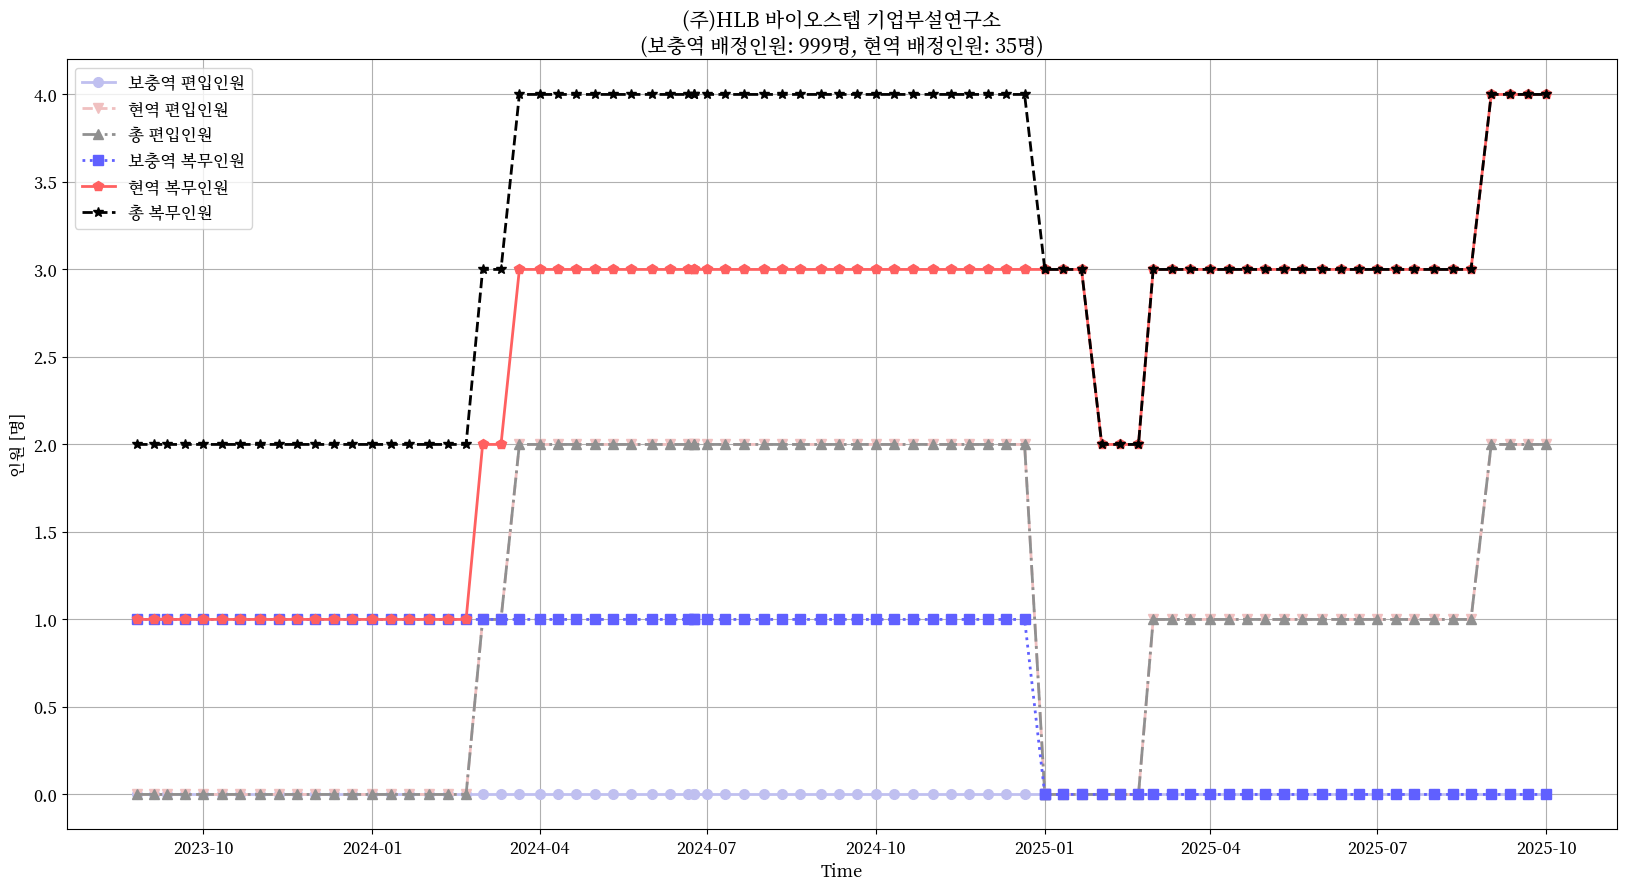 (주)HLB 바이오스텝 기업부설연구소
(보충역 배정인원: 999명, 현역 배정인원: 35명)
보충역 편입인원
현역 편입인원
총 편입인원
보충역 복무인원
현역 복무인원
총 복무인원
인원 [명]
4.0
3.5
3.0
2.5
2.0
1.5
1.0
0.5
0.0
2023-10
2024-01
2024-04
2024-07
2024-10
2025-01
2025-04
2025-07
2025-10
Time